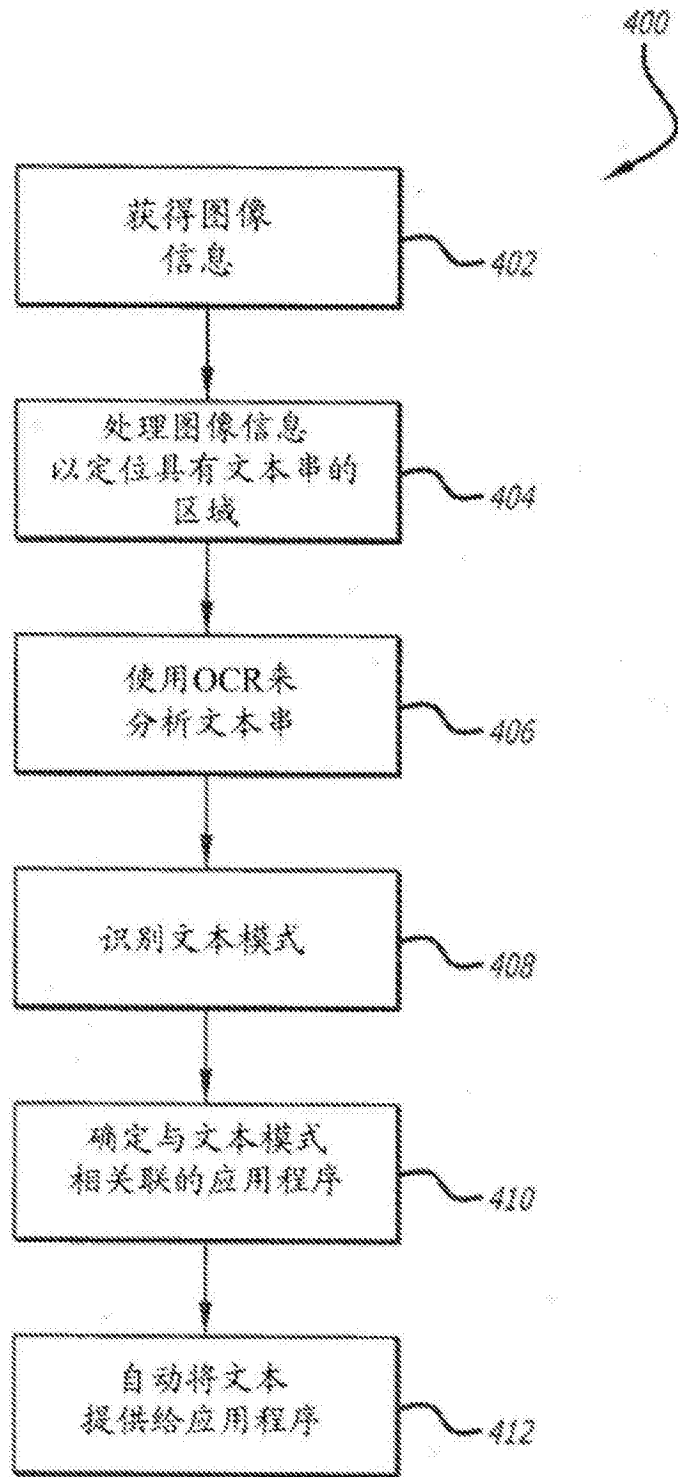 400
获得图像
信息
402
处理图像信息
以定位具有文本串的
区域
404
使用OCR来
分析文本串
406
识别文本模式
408
确定与文本模式
相关联的应用程序
410
自动将文本
提供给应用程序
412